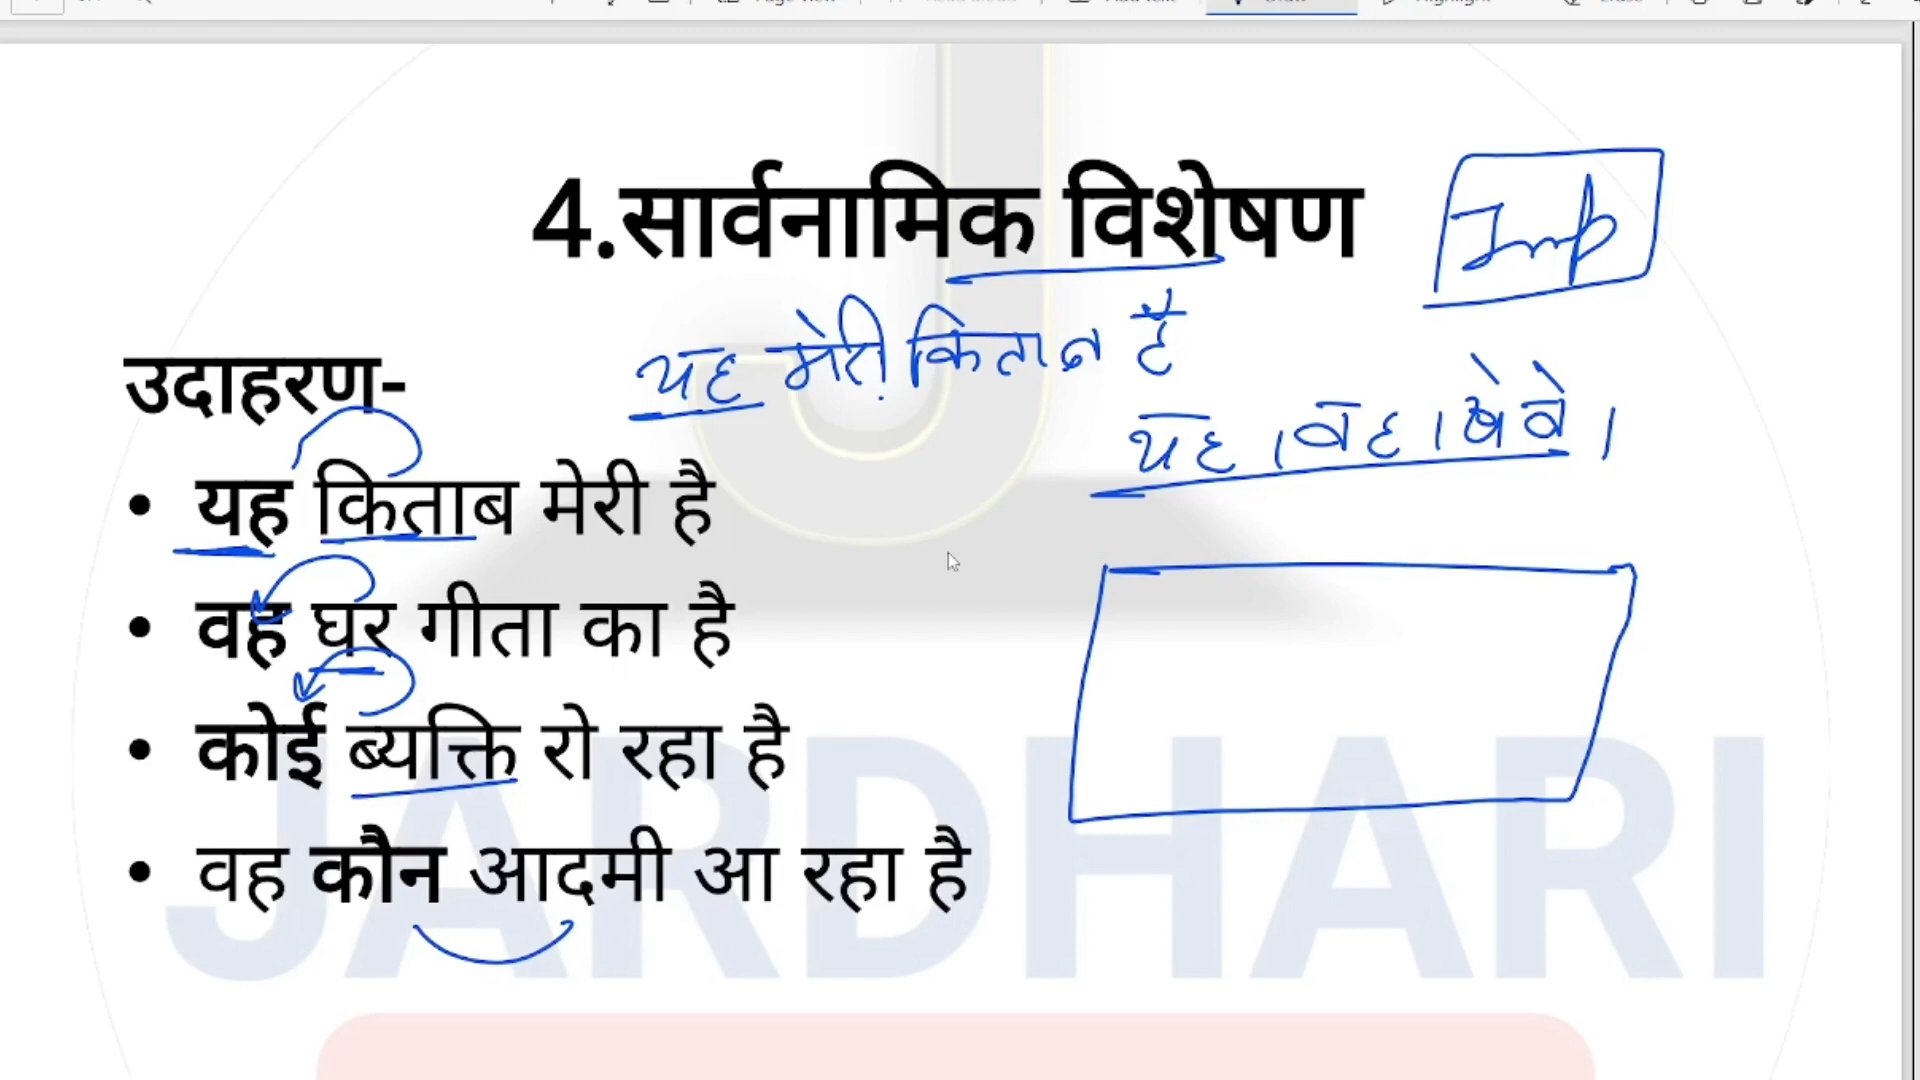 4.सार्वनामिक विशेषण
Imp
यह मेरी किताब है
उदाहरण-
यह । वह । ये वे ।
• यह किताब मेरी है
• वह घर गीता का है
• कोई ब्यक्ति रो रहा है
• वह कौन आदमी आ रहा है
JARDHARI